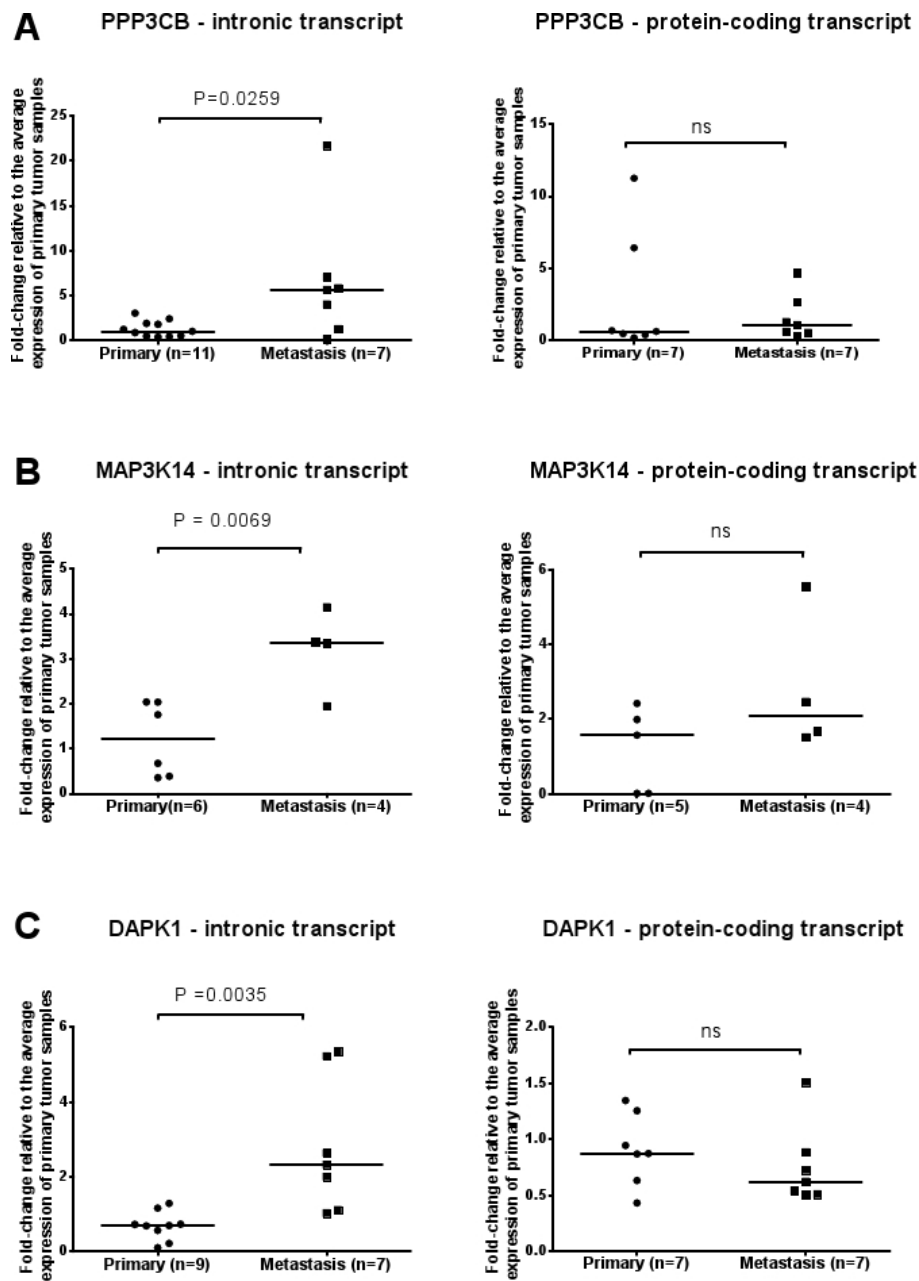 A
PPP3CB - intronic transcript
Fold-change relative to the average
expression of primary tumor samples
P=0.0259
25
20
15
10
5
0
Primary (n=11)
Metastasis (n=7)
PPP3CB - protein-coding transcript
Fold-change relative to the average
expression of primary tumor samples
ns
15
10
5
0
Primary (n=7)
Metastasis (n=7)
B
MAP3K14 - intronic transcript
Fold-change relative to the average
expression of primary tumor samples
P = 0.0069
5
4
3
2
1
0
Primary(n=6)
Metastasis (n=4)
MAP3K14 - protein-coding transcript
Fold-change relative to the average
expression of primary tumor samples
ns
6
4
2
0
Primary(n=5)
Metastasis (n=4)
C
DAPK1 - intronic transcript
Fold-change relative to the average
expression of primary tumor samples
P =0.0035
6
4
2
0
Primary (n=9)
Metastasis (n=7)
DAPK1 - protein-coding transcript
Fold-change relative to the average
expression of primary tumor samples
ns
2.0
1.5
1.0
0.5
0.0
Primary (n=7)
Metastasis (n=7)